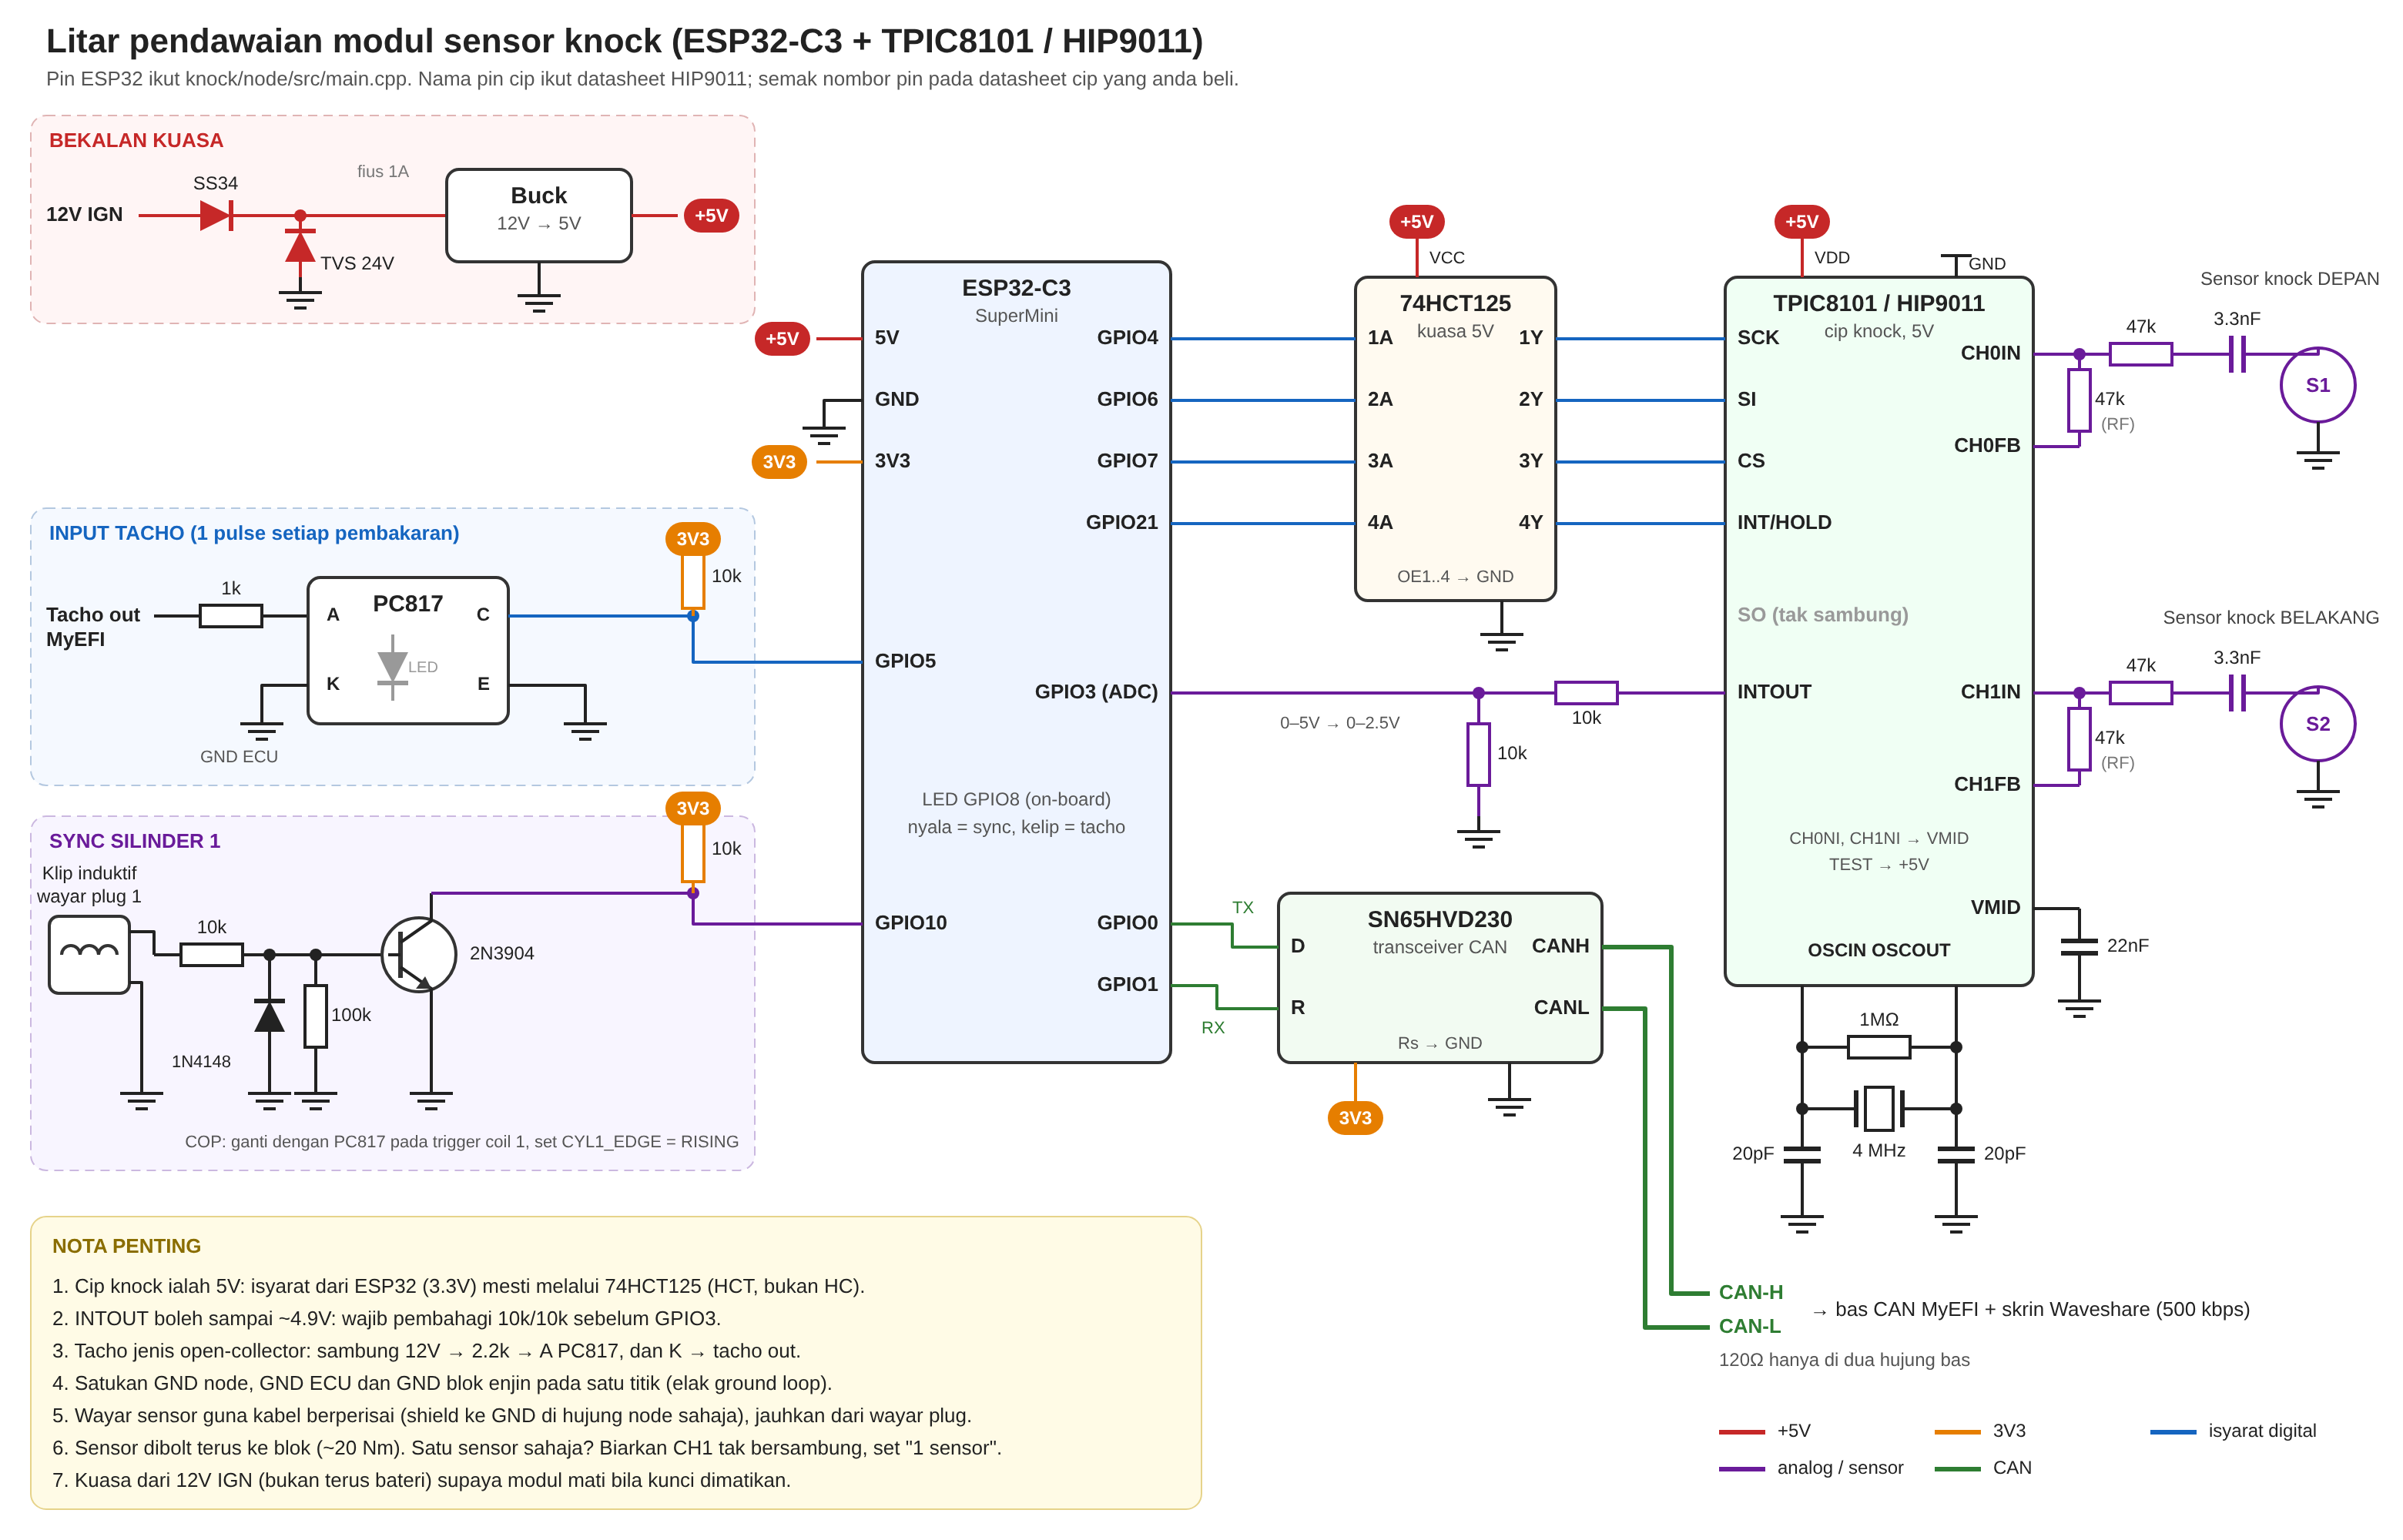 Litar pendawaian modul sensor knock (ESP32-C3 + TPIC8101 / HIP9011)
Pin ESP32 ikut knock/node/src/main.cpp. Nama pin cip ikut datasheet HIP9011; semak nombor pin pada datasheet cip yang anda beli.
BEKALAN KUASA
12V IGN
SS34
fius 1A
TVS 24V
Buck
12V → 5V
+5V
INPUT TACHO (1 pulse setiap pembakaran)
Tacho out
MyEFI
1k
PC817
A
C
K
E
LED
GND ECU
3V3
10k
SYNC SILINDER 1
Klip induktif
wayar plug 1
10k
1N4148
100k
2N3904
3V3
10k
COP: ganti dengan PC817 pada trigger coil 1, set CYL1_EDGE = RISING
+5V
3V3
ESP32-C3
SuperMini
5V
GND
3V3
GPIO5
GPIO10
GPIO4
GPIO6
GPIO7
GPIO21
GPIO3 (ADC)
LED GPIO8 (on-board)
nyala = sync, kelip = tacho
GPIO0
GPIO1
+5V
VCC
74HCT125
kuasa 5V
1A
1Y
2A
2Y
3A
3Y
4A
4Y
OE1..4 → GND
0–5V → 0–2.5V
10k
10k
TX
RX
SN65HVD230
transceiver CAN
D
R
CANH
CANL
Rs → GND
3V3
+5V
VDD
GND
TPIC8101 / HIP9011
cip knock, 5V
SCK
SI
CS
INT/HOLD
SO (tak sambung)
INTOUT
CH0IN
CH0FB
CH1IN
CH1FB
CH0NI, CH1NI → VMID
TEST → +5V
VMID
OSCIN OSCOUT
22nF
1MΩ
4 MHz
20pF
20pF
Sensor knock DEPAN
47k
3.3nF
S1
47k
(RF)
Sensor knock BELAKANG
47k
3.3nF
S2
47k
(RF)
CAN-H
CAN-L
→ bas CAN MyEFI + skrin Waveshare (500 kbps)
120Ω hanya di dua hujung bas
+5V
3V3
isyarat digital
analog / sensor
CAN
NOTA PENTING
1. Cip knock ialah 5V: isyarat dari ESP32 (3.3V) mesti melalui 74HCT125 (HCT, bukan HC).
2. INTOUT boleh sampai ~4.9V: wajib pembahagi 10k/10k sebelum GPIO3.
3. Tacho jenis open-collector: sambung 12V → 2.2k → A PC817, dan K → tacho out.
4. Satukan GND node, GND ECU dan GND blok enjin pada satu titik (elak ground loop).
5. Wayar sensor guna kabel berperisai (shield ke GND di hujung node sahaja), jauhkan dari wayar plug.
6. Sensor dibolt terus ke blok (~20 Nm). Satu sensor sahaja? Biarkan CH1 tak bersambung, set "1 sensor".
7. Kuasa dari 12V IGN (bukan terus bateri) supaya modul mati bila kunci dimatikan.